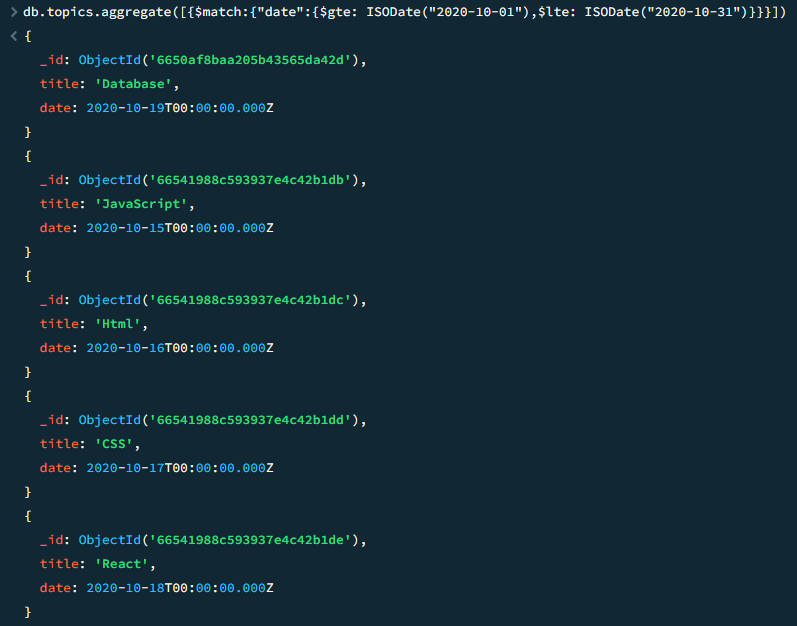 > db.topics.aggregate([{$match:{"date":{$gte: ISODate("2020-10-01"),$lte: ISODate("2020-10-31")}}}])
< {
_id: ObjectId('6650af8baa205b43565da42d'),
title: 'Database',
date: 2020-10-19T00:00:00.000Z
}
{
_id: ObjectId('66541988c593937e4c42b1db'),
title: 'JavaScript',
date: 2020-10-15T00:00:00.000Z
}
{
_id: ObjectId('66541988c593937e4c42b1dc'),
title: 'Html',
date: 2020-10-16T00:00:00.000Z
}
{
_id: ObjectId('66541988c593937e4c42b1dd'),
title: 'CSS',
date: 2020-10-17T00:00:00.000Z
}
{
_id: ObjectId('66541988c593937e4c42b1de'),
title: 'React',
date: 2020-10-18T00:00:00.000Z
}